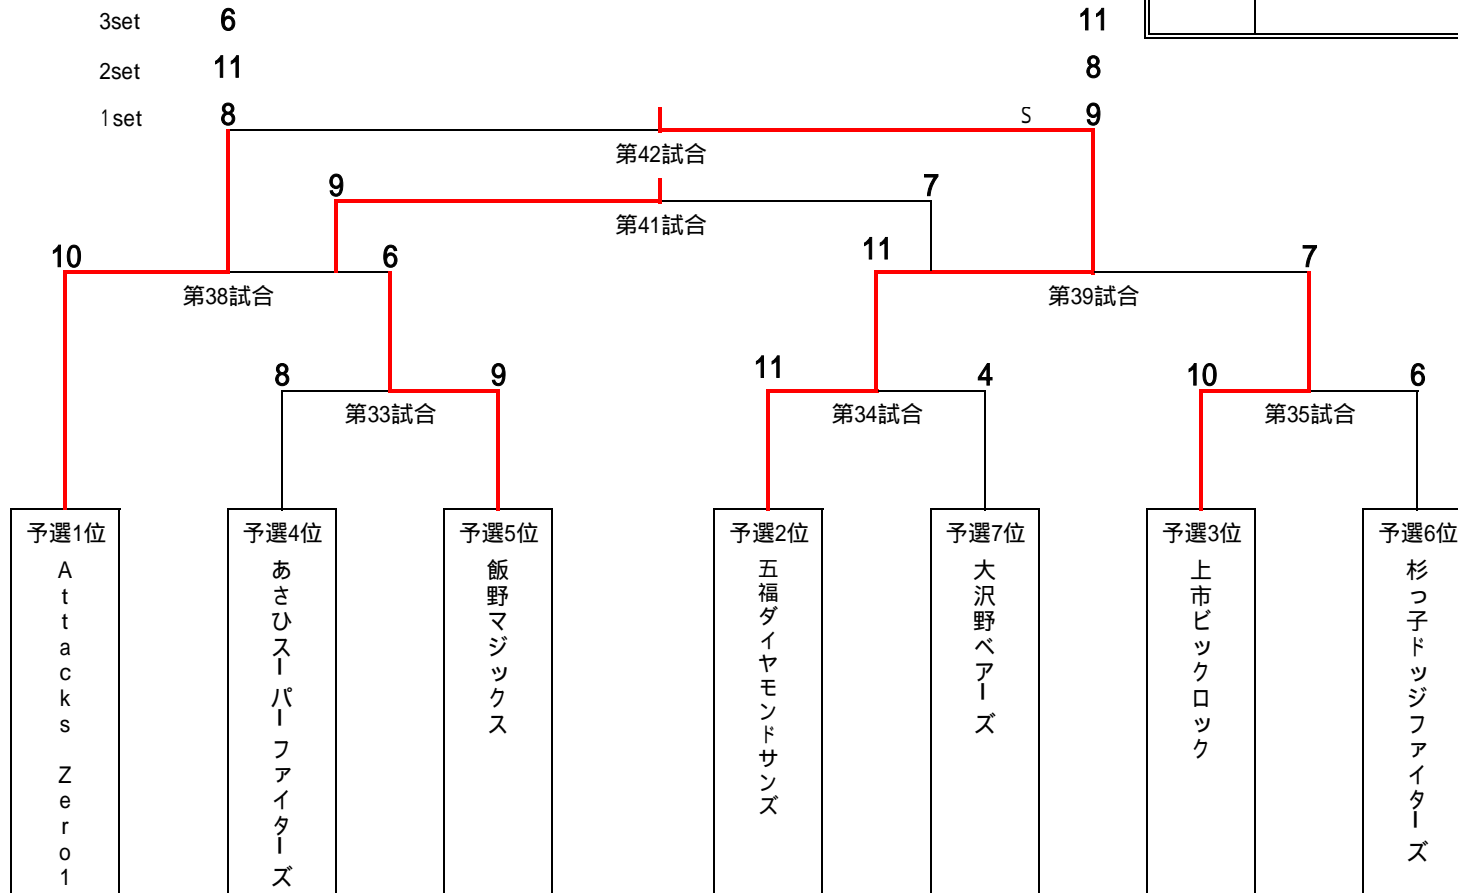 3set 6 11
2set 11 8
1set 8 S 9
第42試合
9 7
第41試合
10 6 11 7
第38試合 第39試合
8 9 11 4 10 6
第33試合 第34試合 第35試合
予選1位 予選4位 予選5位 予選2位 予選7位 予選3位 予選6位
Attacks Zero1
あさひスーパーファイターズ
飯野マジックス
五福ダイヤモンドサンズ
大沢野ベアーズ
上市ビックロック
杉っ子ドッジファイターズ